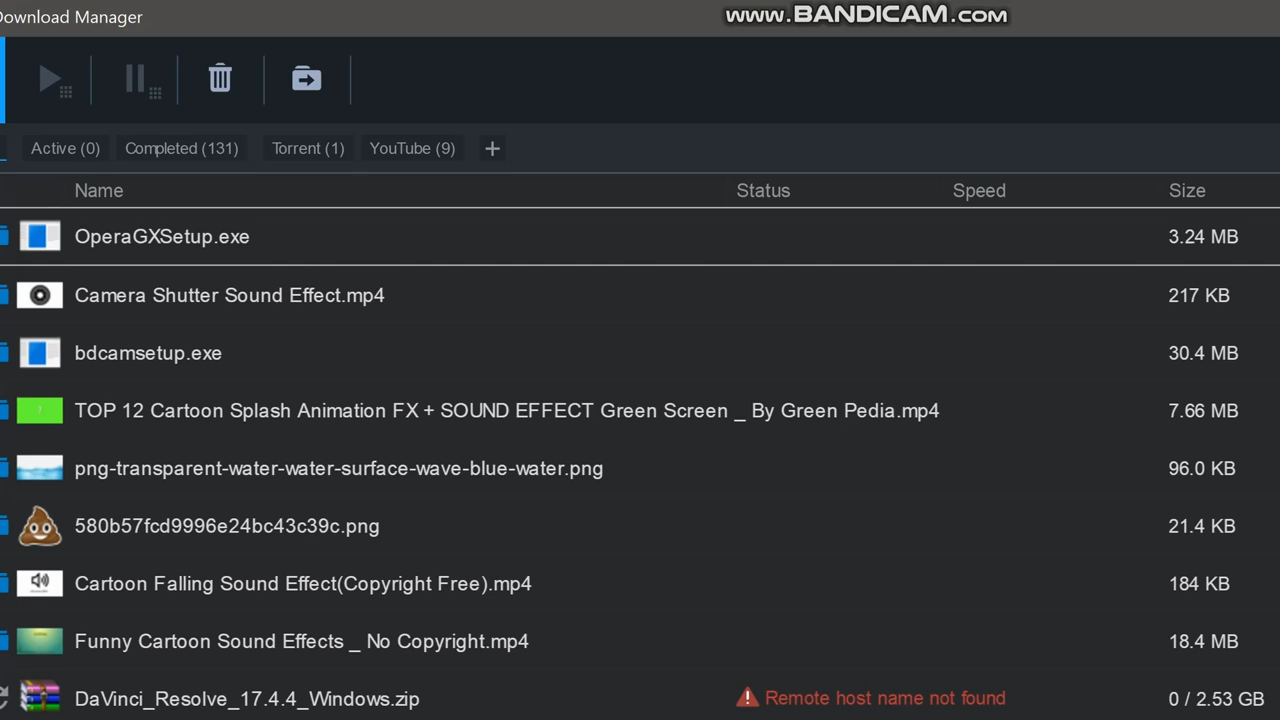 Download Manager
www.BANDICAM.com
Active (0) Completed (131) Torrent (1) YouTube (9) +
Name Status Speed Size
OperaGXSetup.exe 3.24 MB
Camera Shutter Sound Effect.mp4 217 KB
bdcamsetup.exe 30.4 MB
TOP 12 Cartoon Splash Animation FX + SOUND EFFECT Green Screen _ By Green Pedia.mp4 7.66 MB
png-transparent-water-water-surface-wave-blue-water.png 96.0 KB
580b57fcd9996e24bc43c39c.png 21.4 KB
Cartoon Falling Sound Effect(Copyright Free).mp4 184 KB
Funny Cartoon Sound Effects _ No Copyright.mp4 18.4 MB
DaVinci_Resolve_17.4.4_Windows.zip Remote host name not found 0 / 2.53 GB